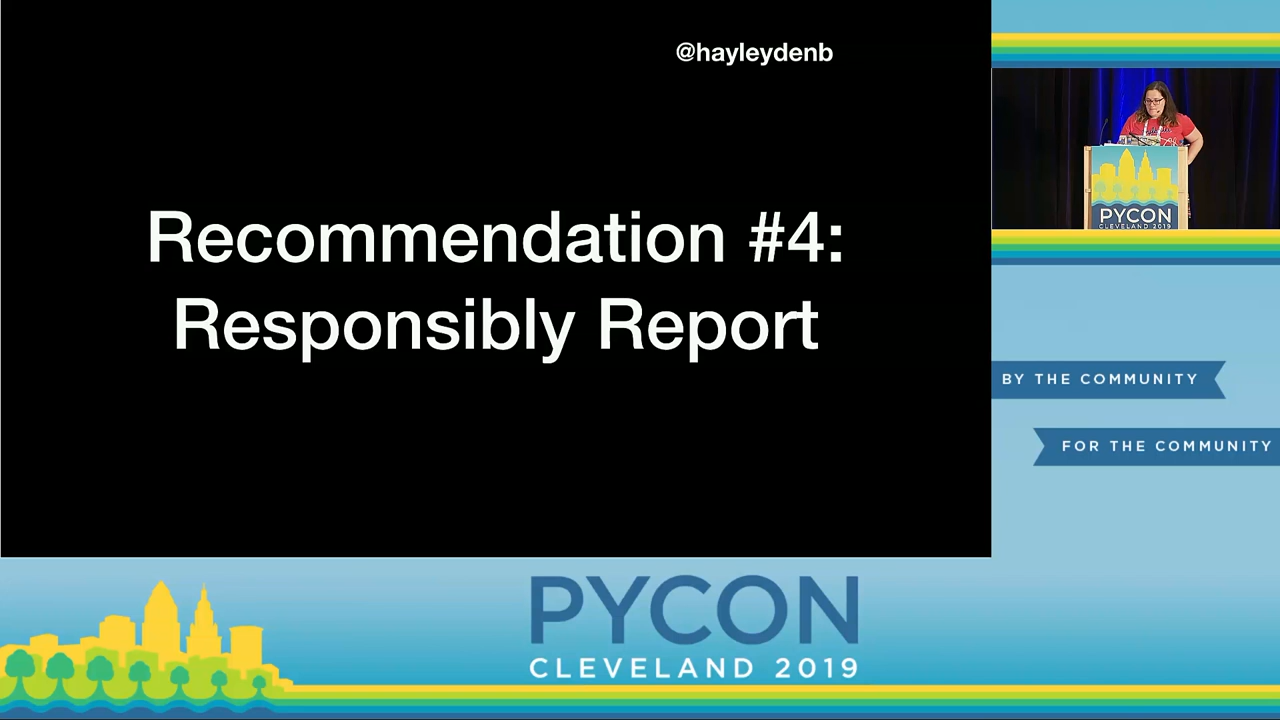 @hayleydenb
Recommendation #4:
Responsibly Report
PYCON
CLEVELAND 2019
BY THE COMMUNITY
FOR THE COMMUNITY
PYCON
CLEVELAND 2019